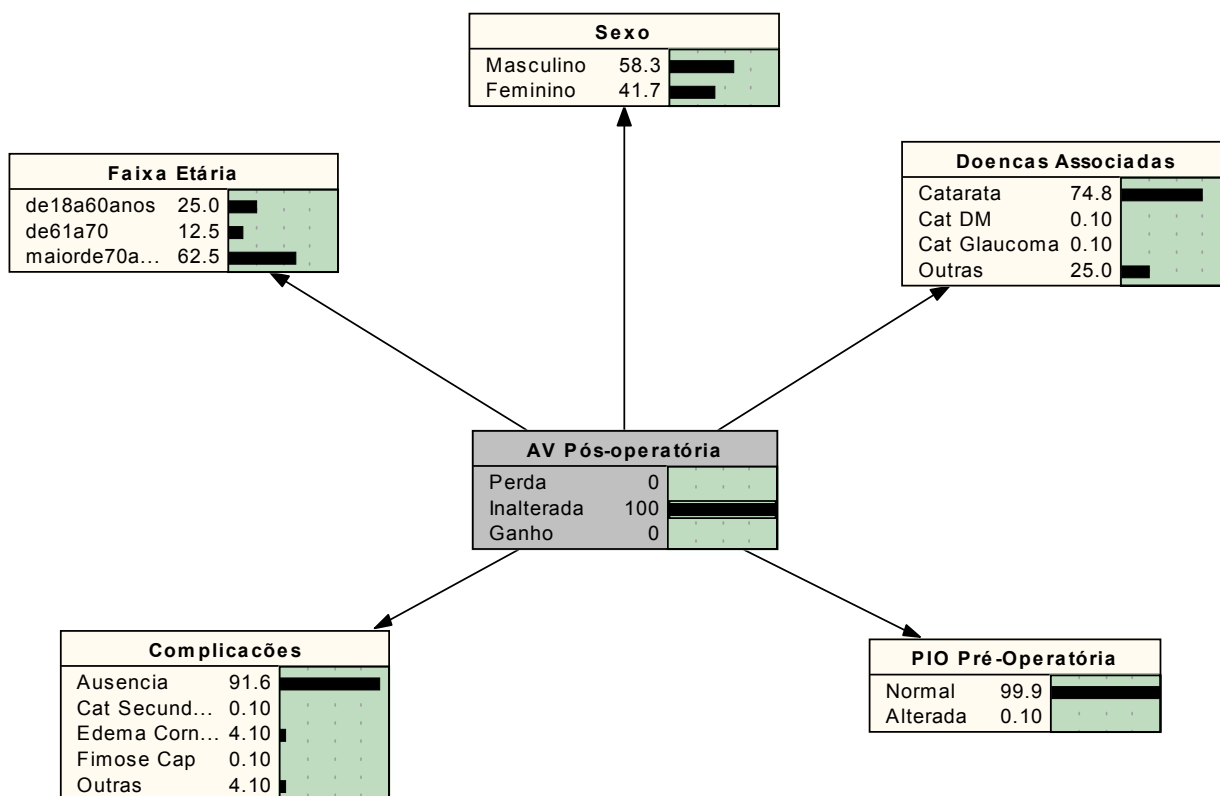 Sexo
Masculino 58.3
Feminino 41.7
Faixa Etária
de18a60anos 25.0
de61a70 12.5
maiorde70a... 62.5
Doencas Associadas
Catarata 74.8
Cat DM 0.10
Cat Glaucoma 0.10
Outras 25.0
AV Pós-operatória
Perda 0
Inalterada 100
Ganho 0
Complicacões
Ausencia 91.6
Cat Secund... 0.10
Edema Corn... 4.10
Fimose Cap 0.10
Outras 4.10
PIO Pré-Operatória
Normal 99.9
Alterada 0.10